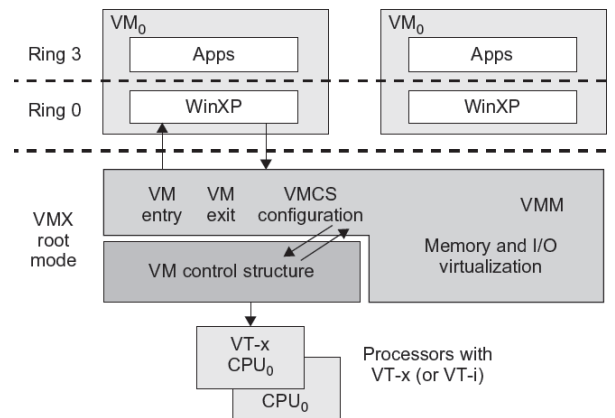 VM0
VM0
Ring 3
Apps
Apps
Ring 0
WinXP
WinXP
VMX
root
mode
VM
entry
VM
exit
VMCS
configuration
VMM
Memory and I/O
virtualization
VM control structure
VT-x
CPU0
CPU0
Processors with
VT-x (or VT-i)